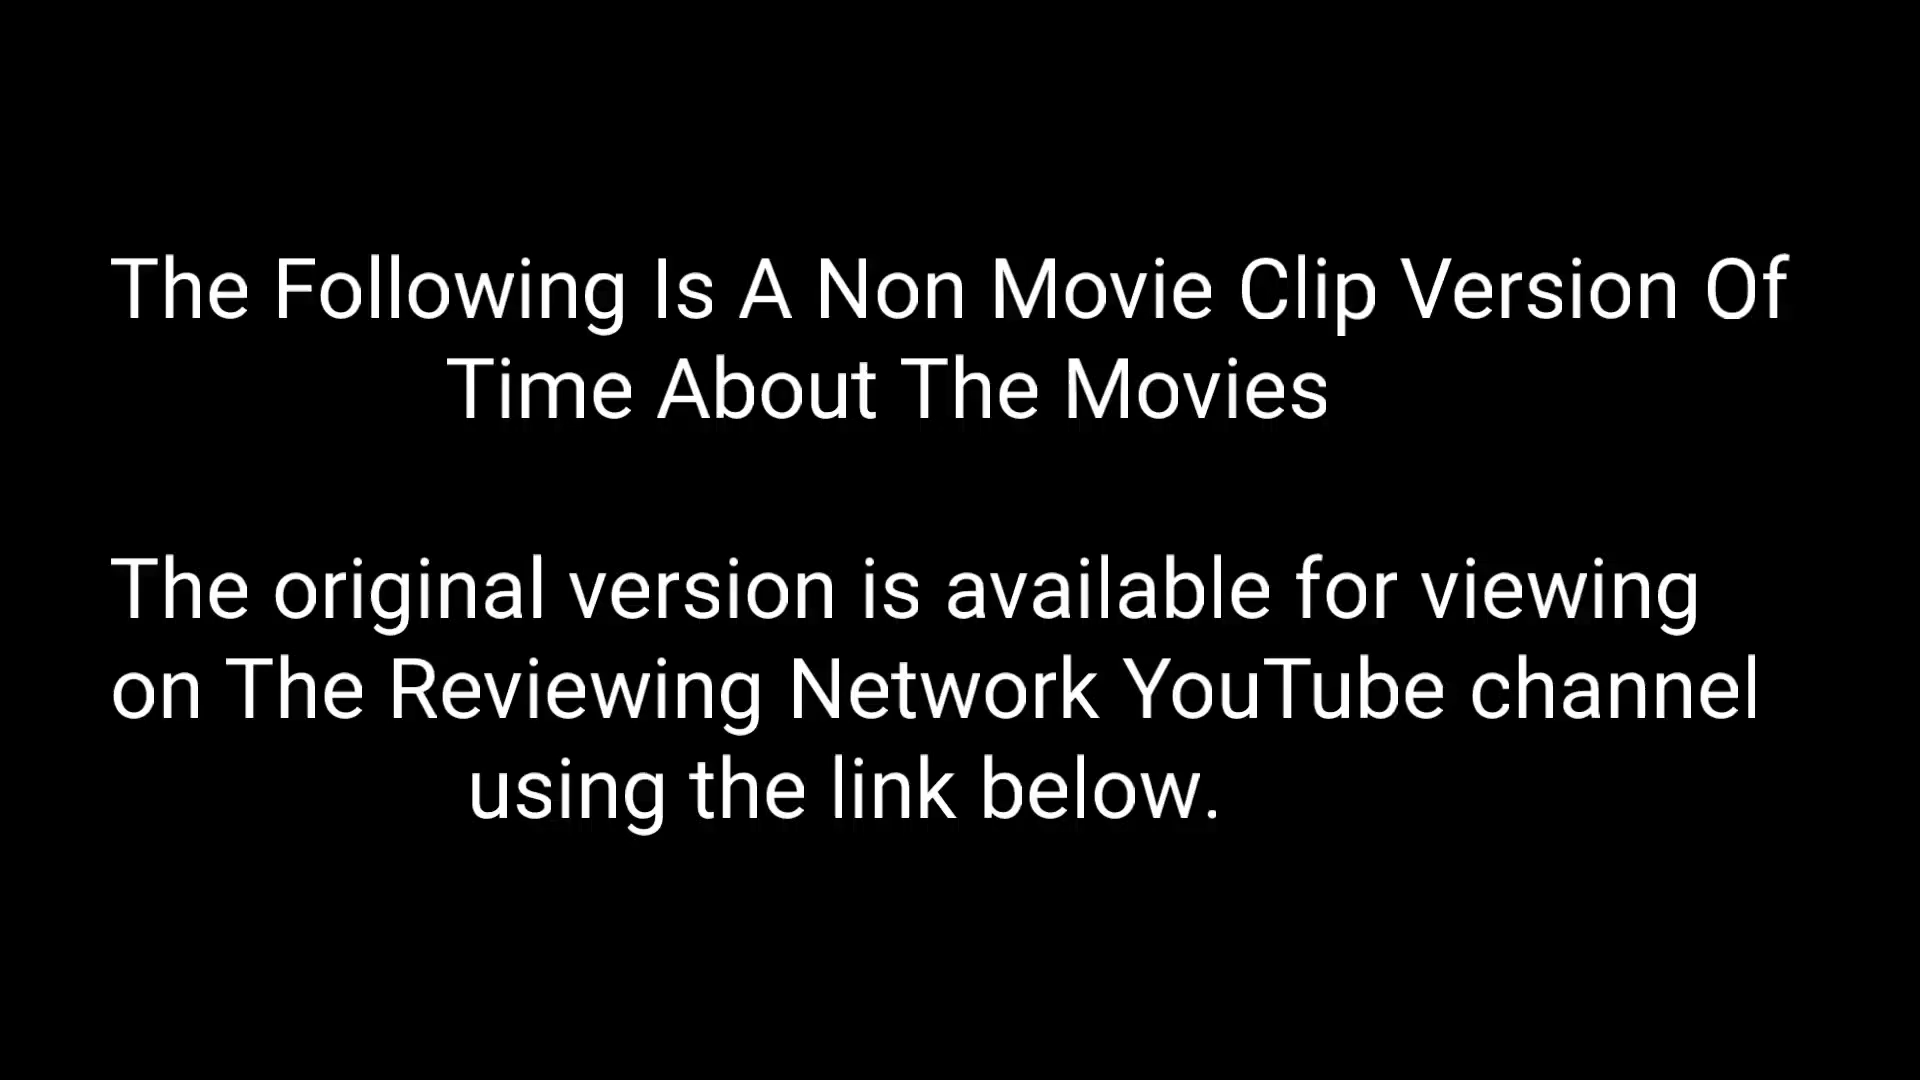 The Following Is A Non Movie Clip Version Of
Time About The Movies
The original version is available for viewing
on The Reviewing Network YouTube channel
using the link below.